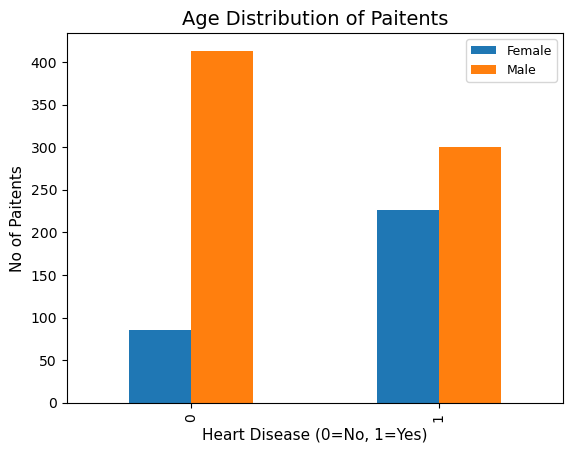 Age Distribution of Paitents
Female
Male
400
350
300
250
200
150
100
50
0
No of Paitents
0
1
Heart Disease (0=No, 1=Yes)